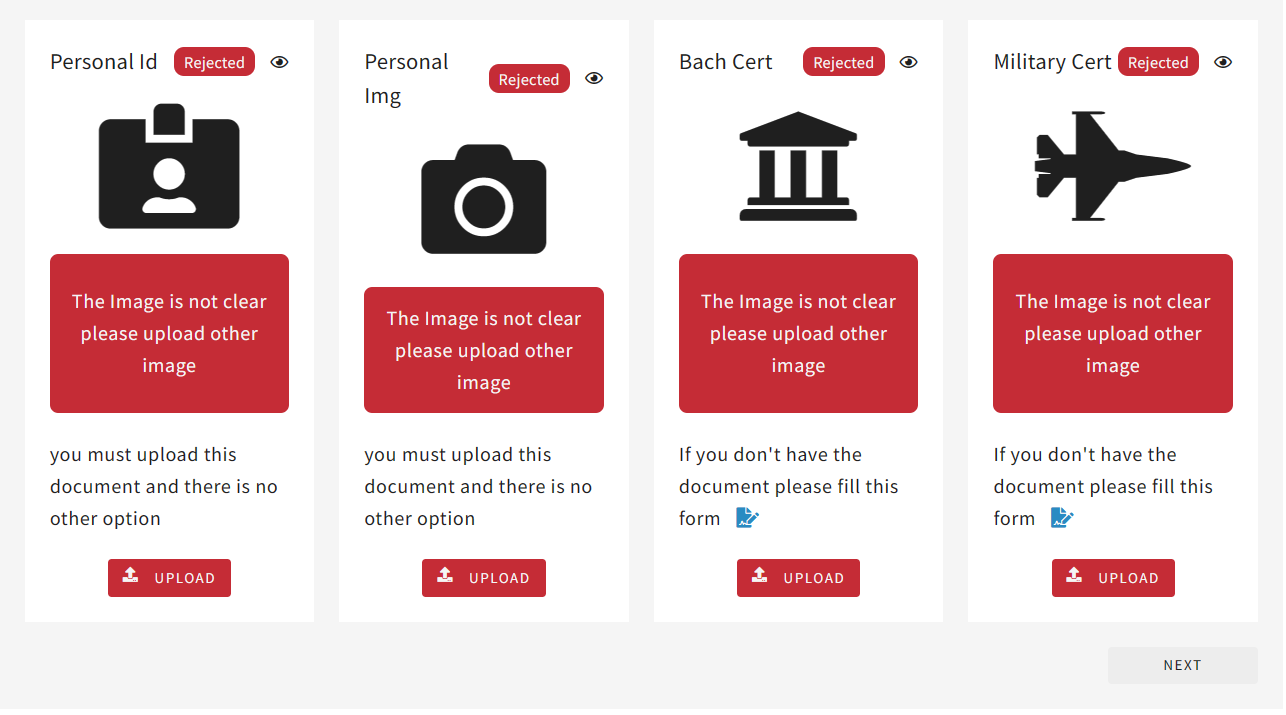 Personal Id Rejected
The Image is not clear
please upload other
image
you must upload this
document and there is no
other option
UPLOAD
Personal
Img
Rejected
The Image is not clear
please upload other
image
you must upload this
document and there is no
other option
UPLOAD
Bach Cert Rejected
The Image is not clear
please upload other
image
If you don't have the
document please fill this
form
UPLOAD
Military Cert Rejected
The Image is not clear
please upload other
image
If you don't have the
document please fill this
form
UPLOAD
NEXT